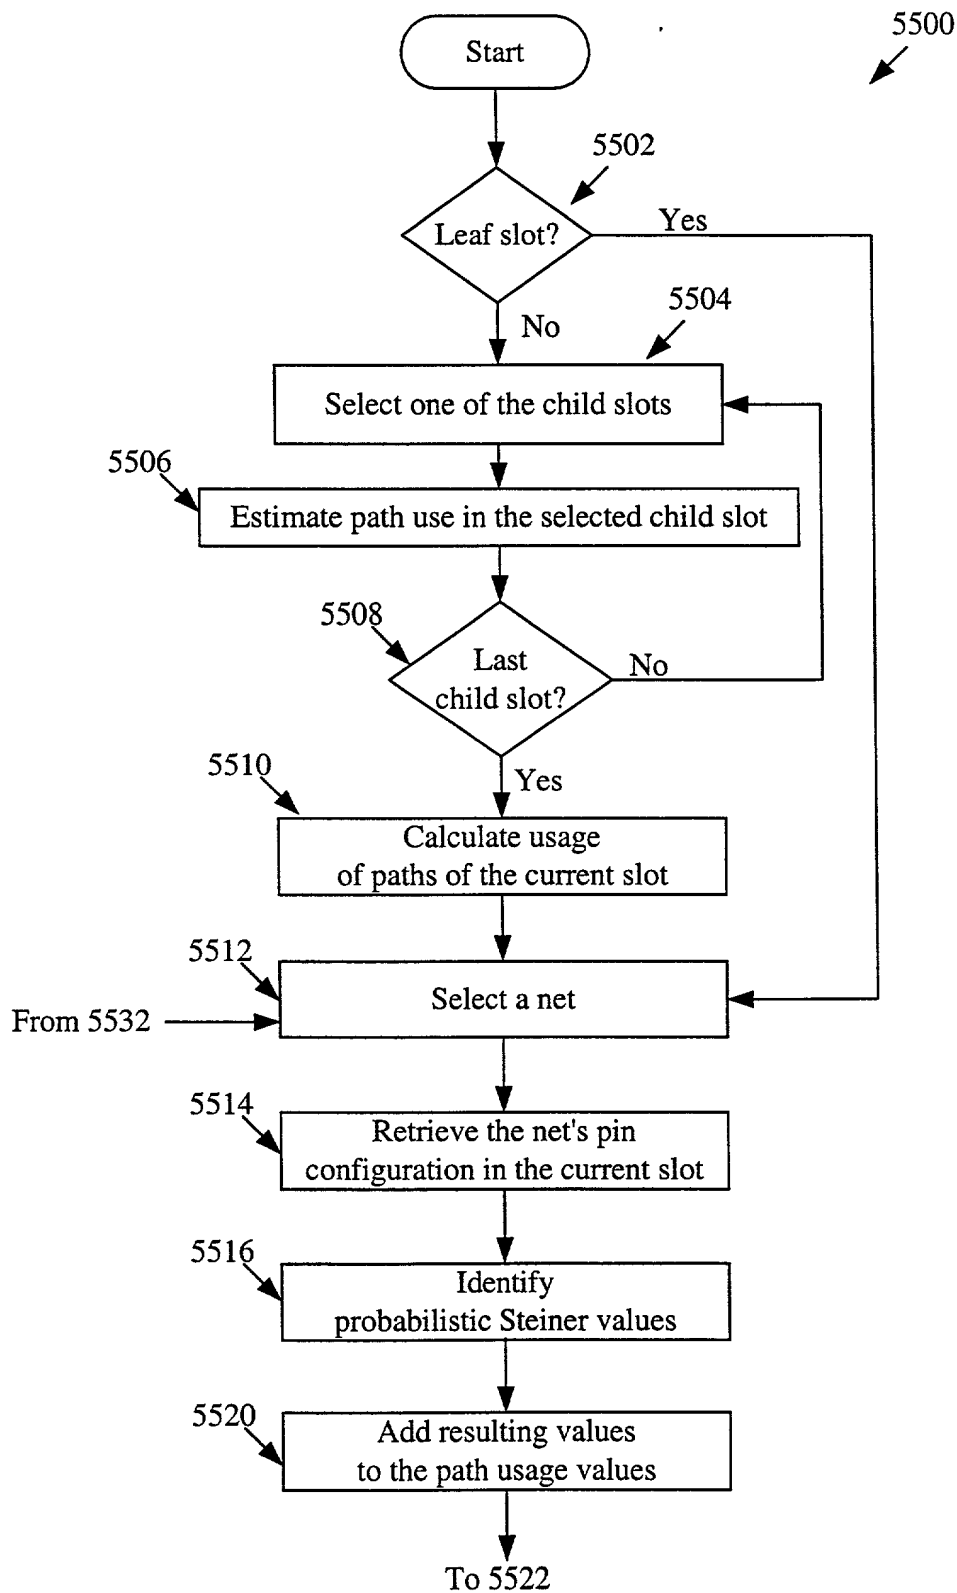 Start
5500
5502
Leaf slot?
Yes
No
5504
Select one of the child slots
5506
Estimate path use in the selected child slot
5508
Last
child slot?
No
Yes
5510
Calculate usage
of paths of the current slot
5512
Select a net
From 5532
5514
Retrieve the net's pin
configuration in the current slot
5516
Identify
probabilistic Steiner values
5520
Add resulting values
to the path usage values
To 5522